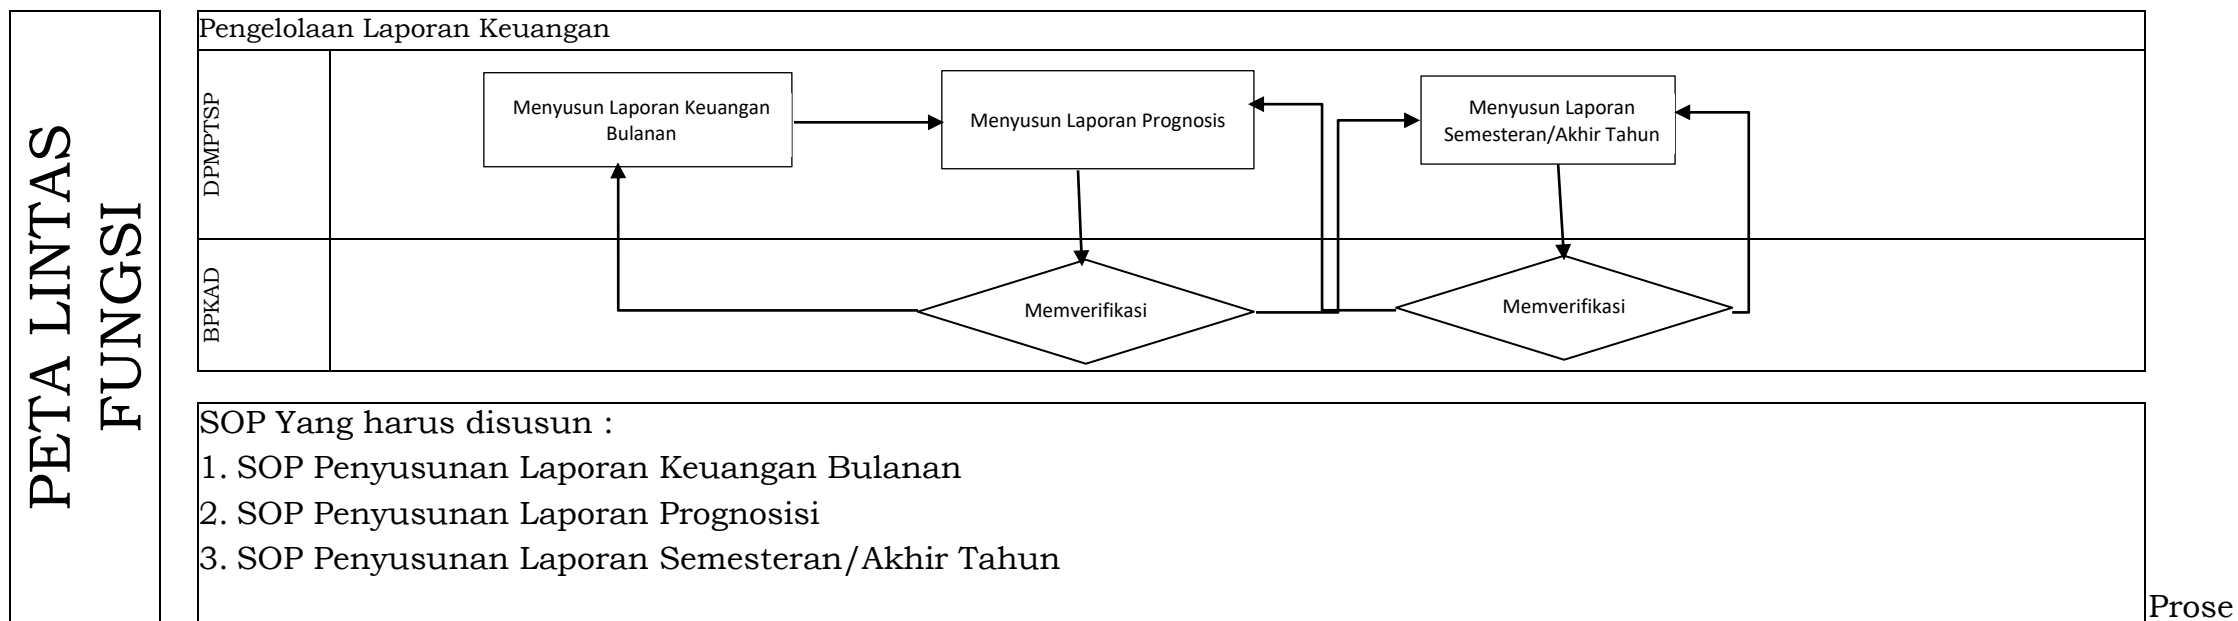 PETA LINTAS
FUNGSI
Pengelolaan Laporan Keuangan
DPMPTSP
Menyusun Laporan Keuangan
Bulanan
Menyusun Laporan Prognosis
Menyusun Laporan
Semesteran/Akhir Tahun
BPKAD
Memverifikasi
Memverifikasi
SOP Yang harus disusun :
1. SOP Penyusunan Laporan Keuangan Bulanan
2. SOP Penyusunan Laporan Prognosisi
3. SOP Penyusunan Laporan Semesteran/Akhir Tahun
Prose